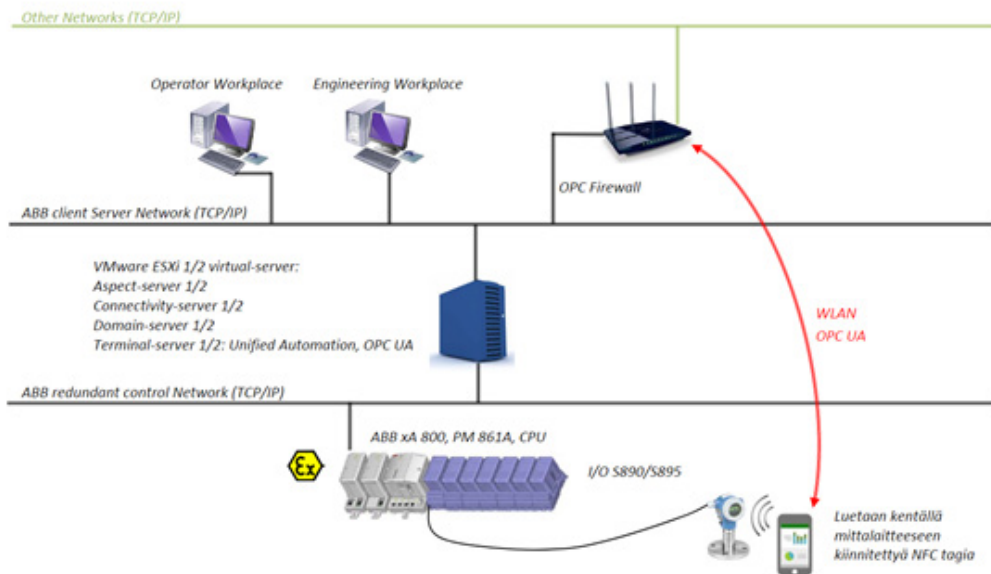 Other Networks (TCP/IP)
Operator Workplace
Engineering Workplace
OPC Firewall
ABB client Server Network (TCP/IP)
VMware ESXi 1/2 virtual-server:
Aspect-server 1/2
Connectivity-server 1/2
Domain-server 1/2
Terminal-server 1/2: Unified Automation, OPC UA
WLAN
OPC UA
ABB redundant control Network (TCP/IP)
ABB xA 800, PM 861A, CPU
Ex
I/O S890/S895
Luetaan kentällä
mittalaitteeseen
kiinnitettyä NFC tagia